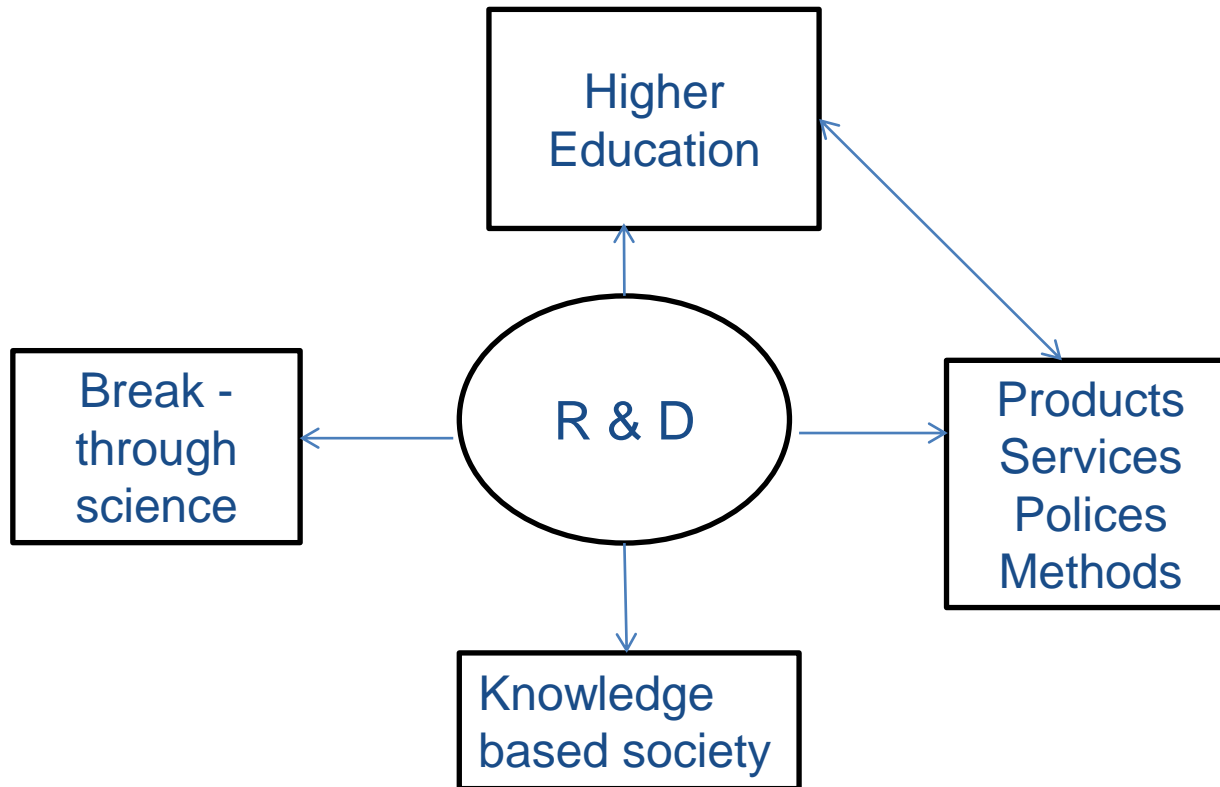 Higher
Education
Break -
through
science
R & D
Products
Services
Polices
Methods
Knowledge
based society